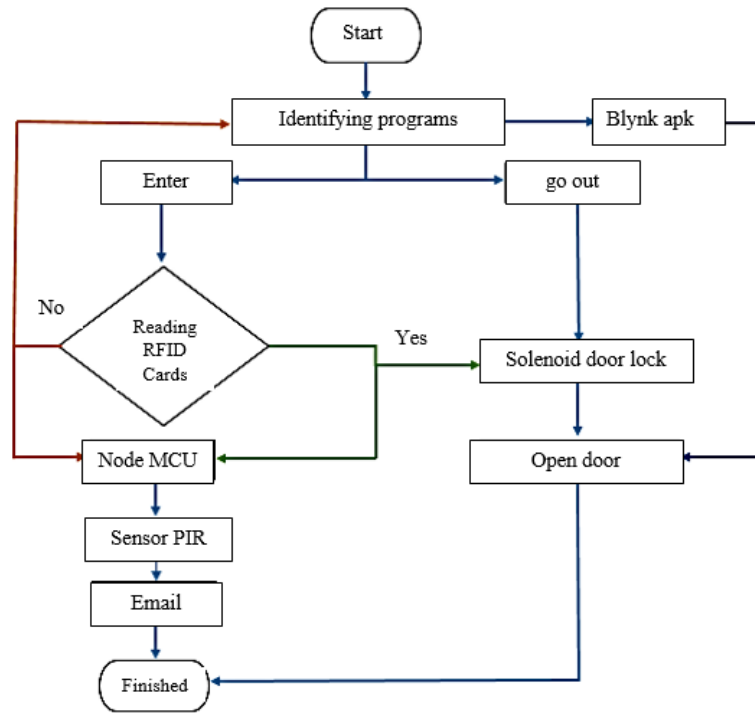 Start
Identifying programs
Blynk apk
Enter
go out
No
Reading
RFID
Cards
Yes
Solenoid door lock
Node MCU
Open door
Sensor PIR
Email
Finished